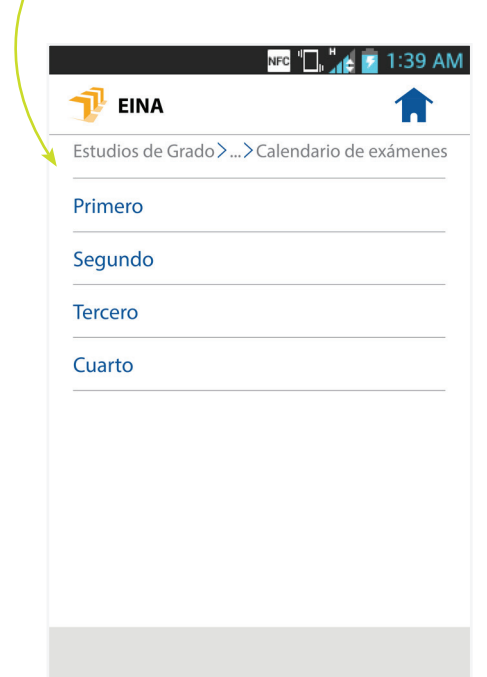 NFC H 1:39 AM
EINA
Estudios de Grado>...>Calendario de exámenes
Primero
Segundo
Tercero
Cuarto